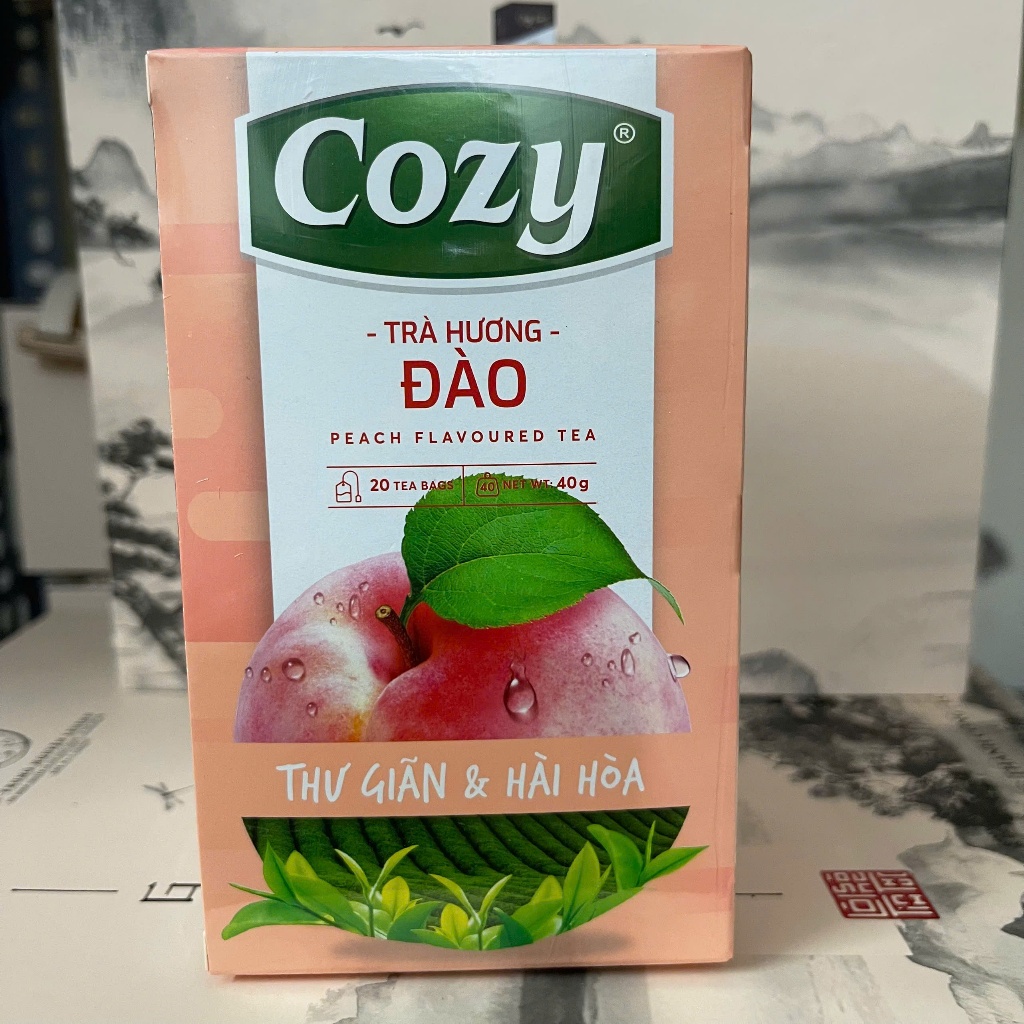 Cozy®
- TRÀ HƯƠNG -
ĐÀO
PEACH FLAVOURED TEA
20 TEA BAGS 40 NET WT: 40g
THƯ GIÃN & HÀI HÒA